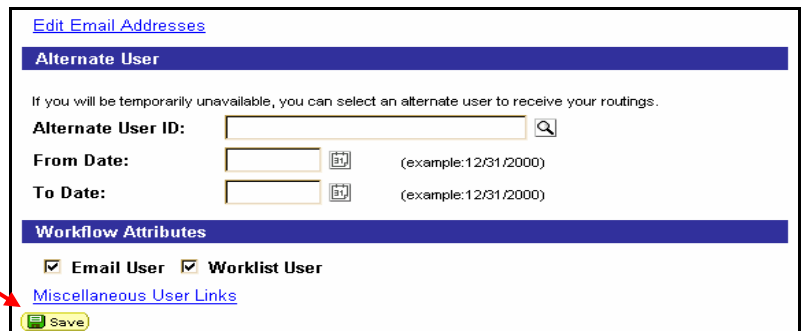 Edit Email Addresses
Alternate User
If you will be temporarily unavailable, you can select an alternate user to receive your routings.
Alternate User ID:
From Date: 31 (example:12/31/2000)
To Date: 31 (example:12/31/2000)
Workflow Attributes
Email User Worklist User
Miscellaneous User Links
Save